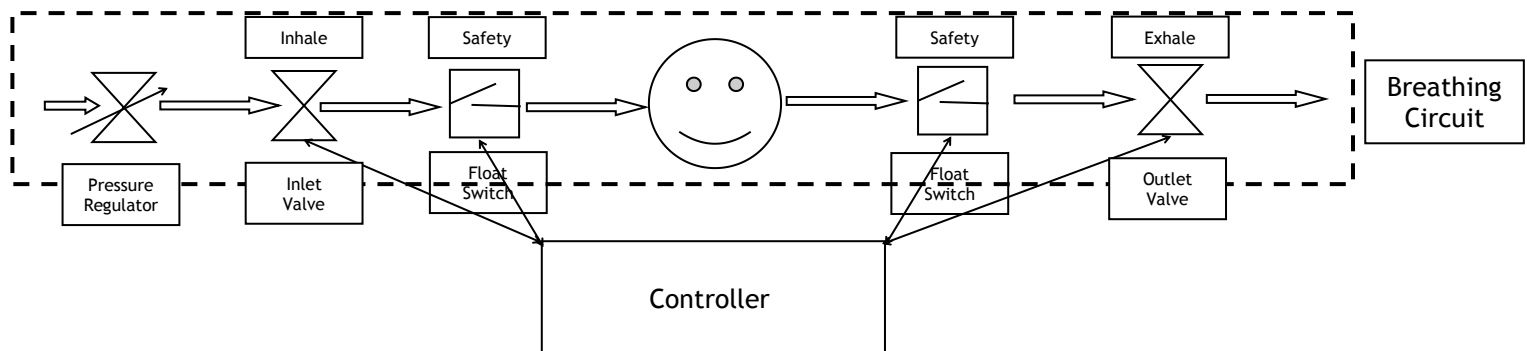 Inhale
Safety
Safety
Exhale
Breathing
Circuit
Pressure
Regulator
Inlet
Valve
Float
Switch
Float
Switch
Outlet
Valve
Controller